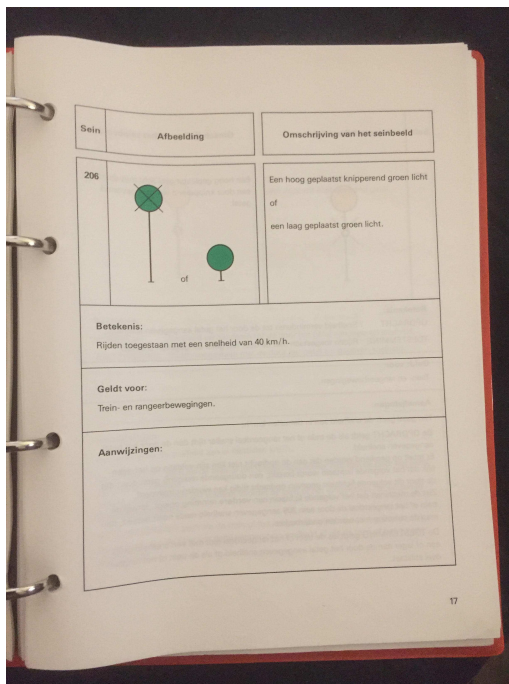 Sein
Afbeelding
Omschrijving van het seinbeeld
206
of
Een hoog geplaatst knipperend groen licht
of
een laag geplaatst groen licht.
Betekenis:
Rijden toegestaan met een snelheid van 40 km/h.
Geldt voor:
Trein- en rangeerbewegingen.
Aanwijzingen:
17